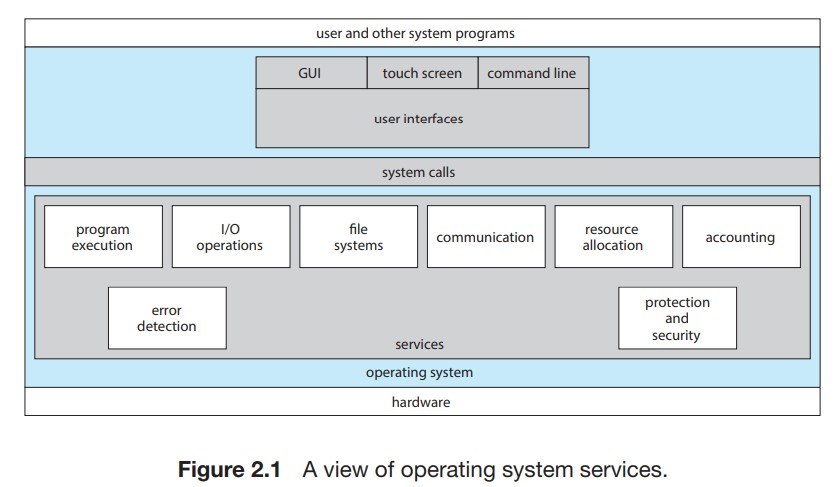 user and other system programs
GUI
touch screen
command line
user interfaces
system calls
program
execution
I/O
operations
file
systems
communication
resource
allocation
accounting
error
detection
protection
and
security
services
operating system
hardware
Figure 2.1 A view of operating system services.